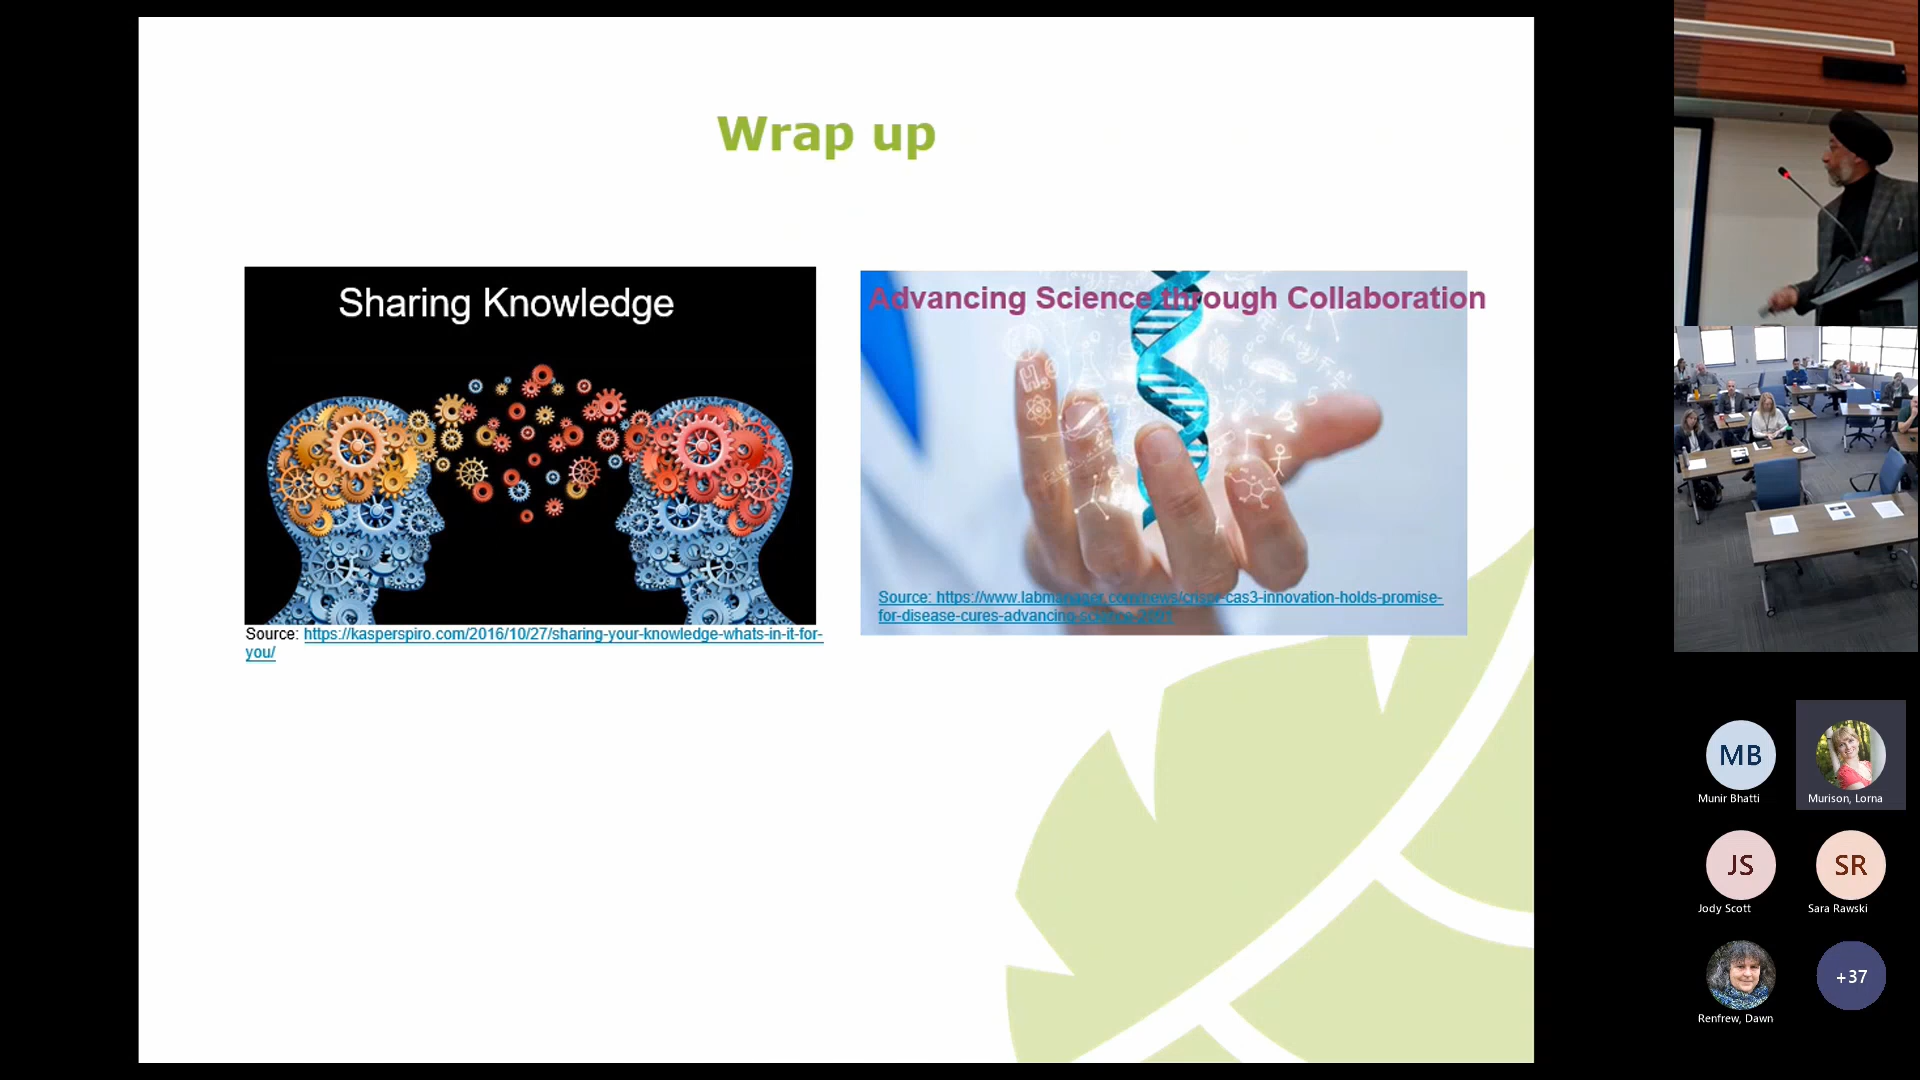 Wrap up
Sharing Knowledge
Source: https://kasperspiro.com/2016/10/27/sharing-your-knowledge-whats-in-it-for-
you/
Advancing Science through Collaboration
Source: https://www.labmanager.com/news/crispr-cas3-innovation-holds-promise-
for-disease-cures-advancing-science-2001
MB
Munir Bhatti
Murison, Lorna
JS
Jody Scott
SR
Sara Rawski
Renfrew, Dawn
+37